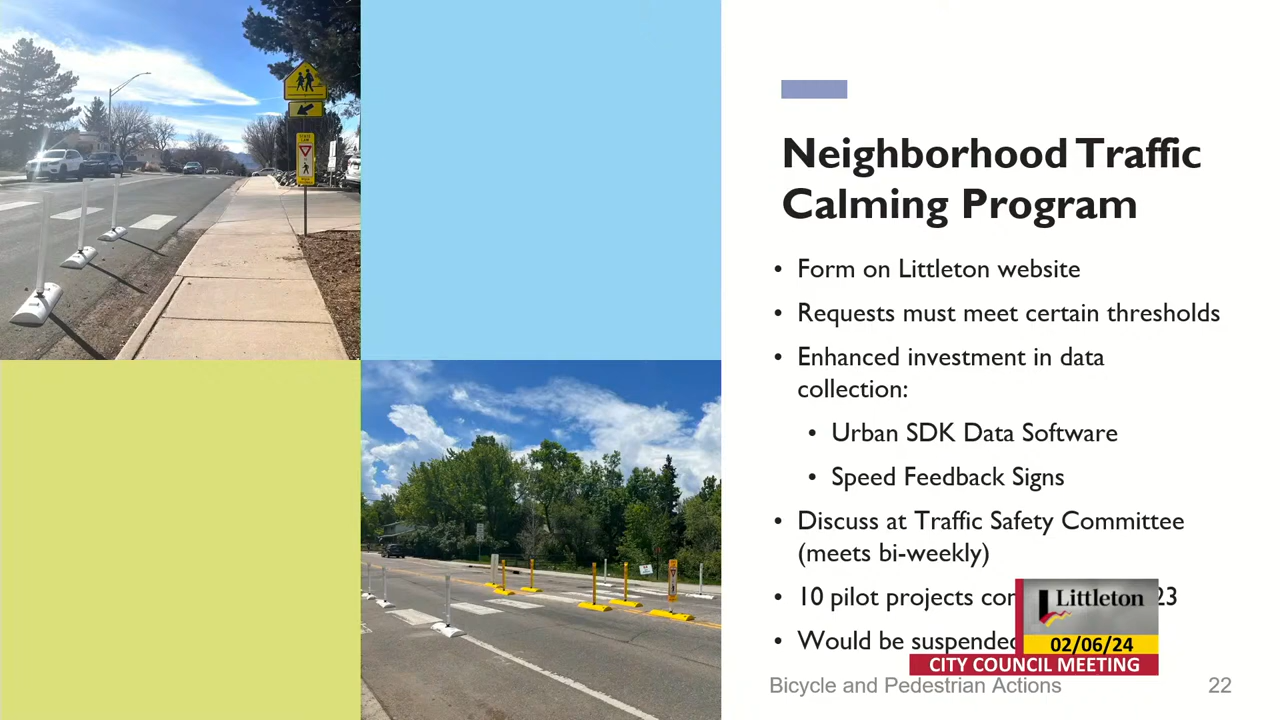 Neighborhood Traffic
Calming Program
• Form on Littleton website
• Requests must meet certain thresholds
• Enhanced investment in data
collection:
• Urban SDK Data Software
• Speed Feedback Signs
• Discuss at Traffic Safety Committee
(meets bi-weekly)
• 10 pilot projects
23
• Would be suspended
Littleton
02/06/24
CITY COUNCIL MEETING
Bicycle and Pedestrian Actions
22